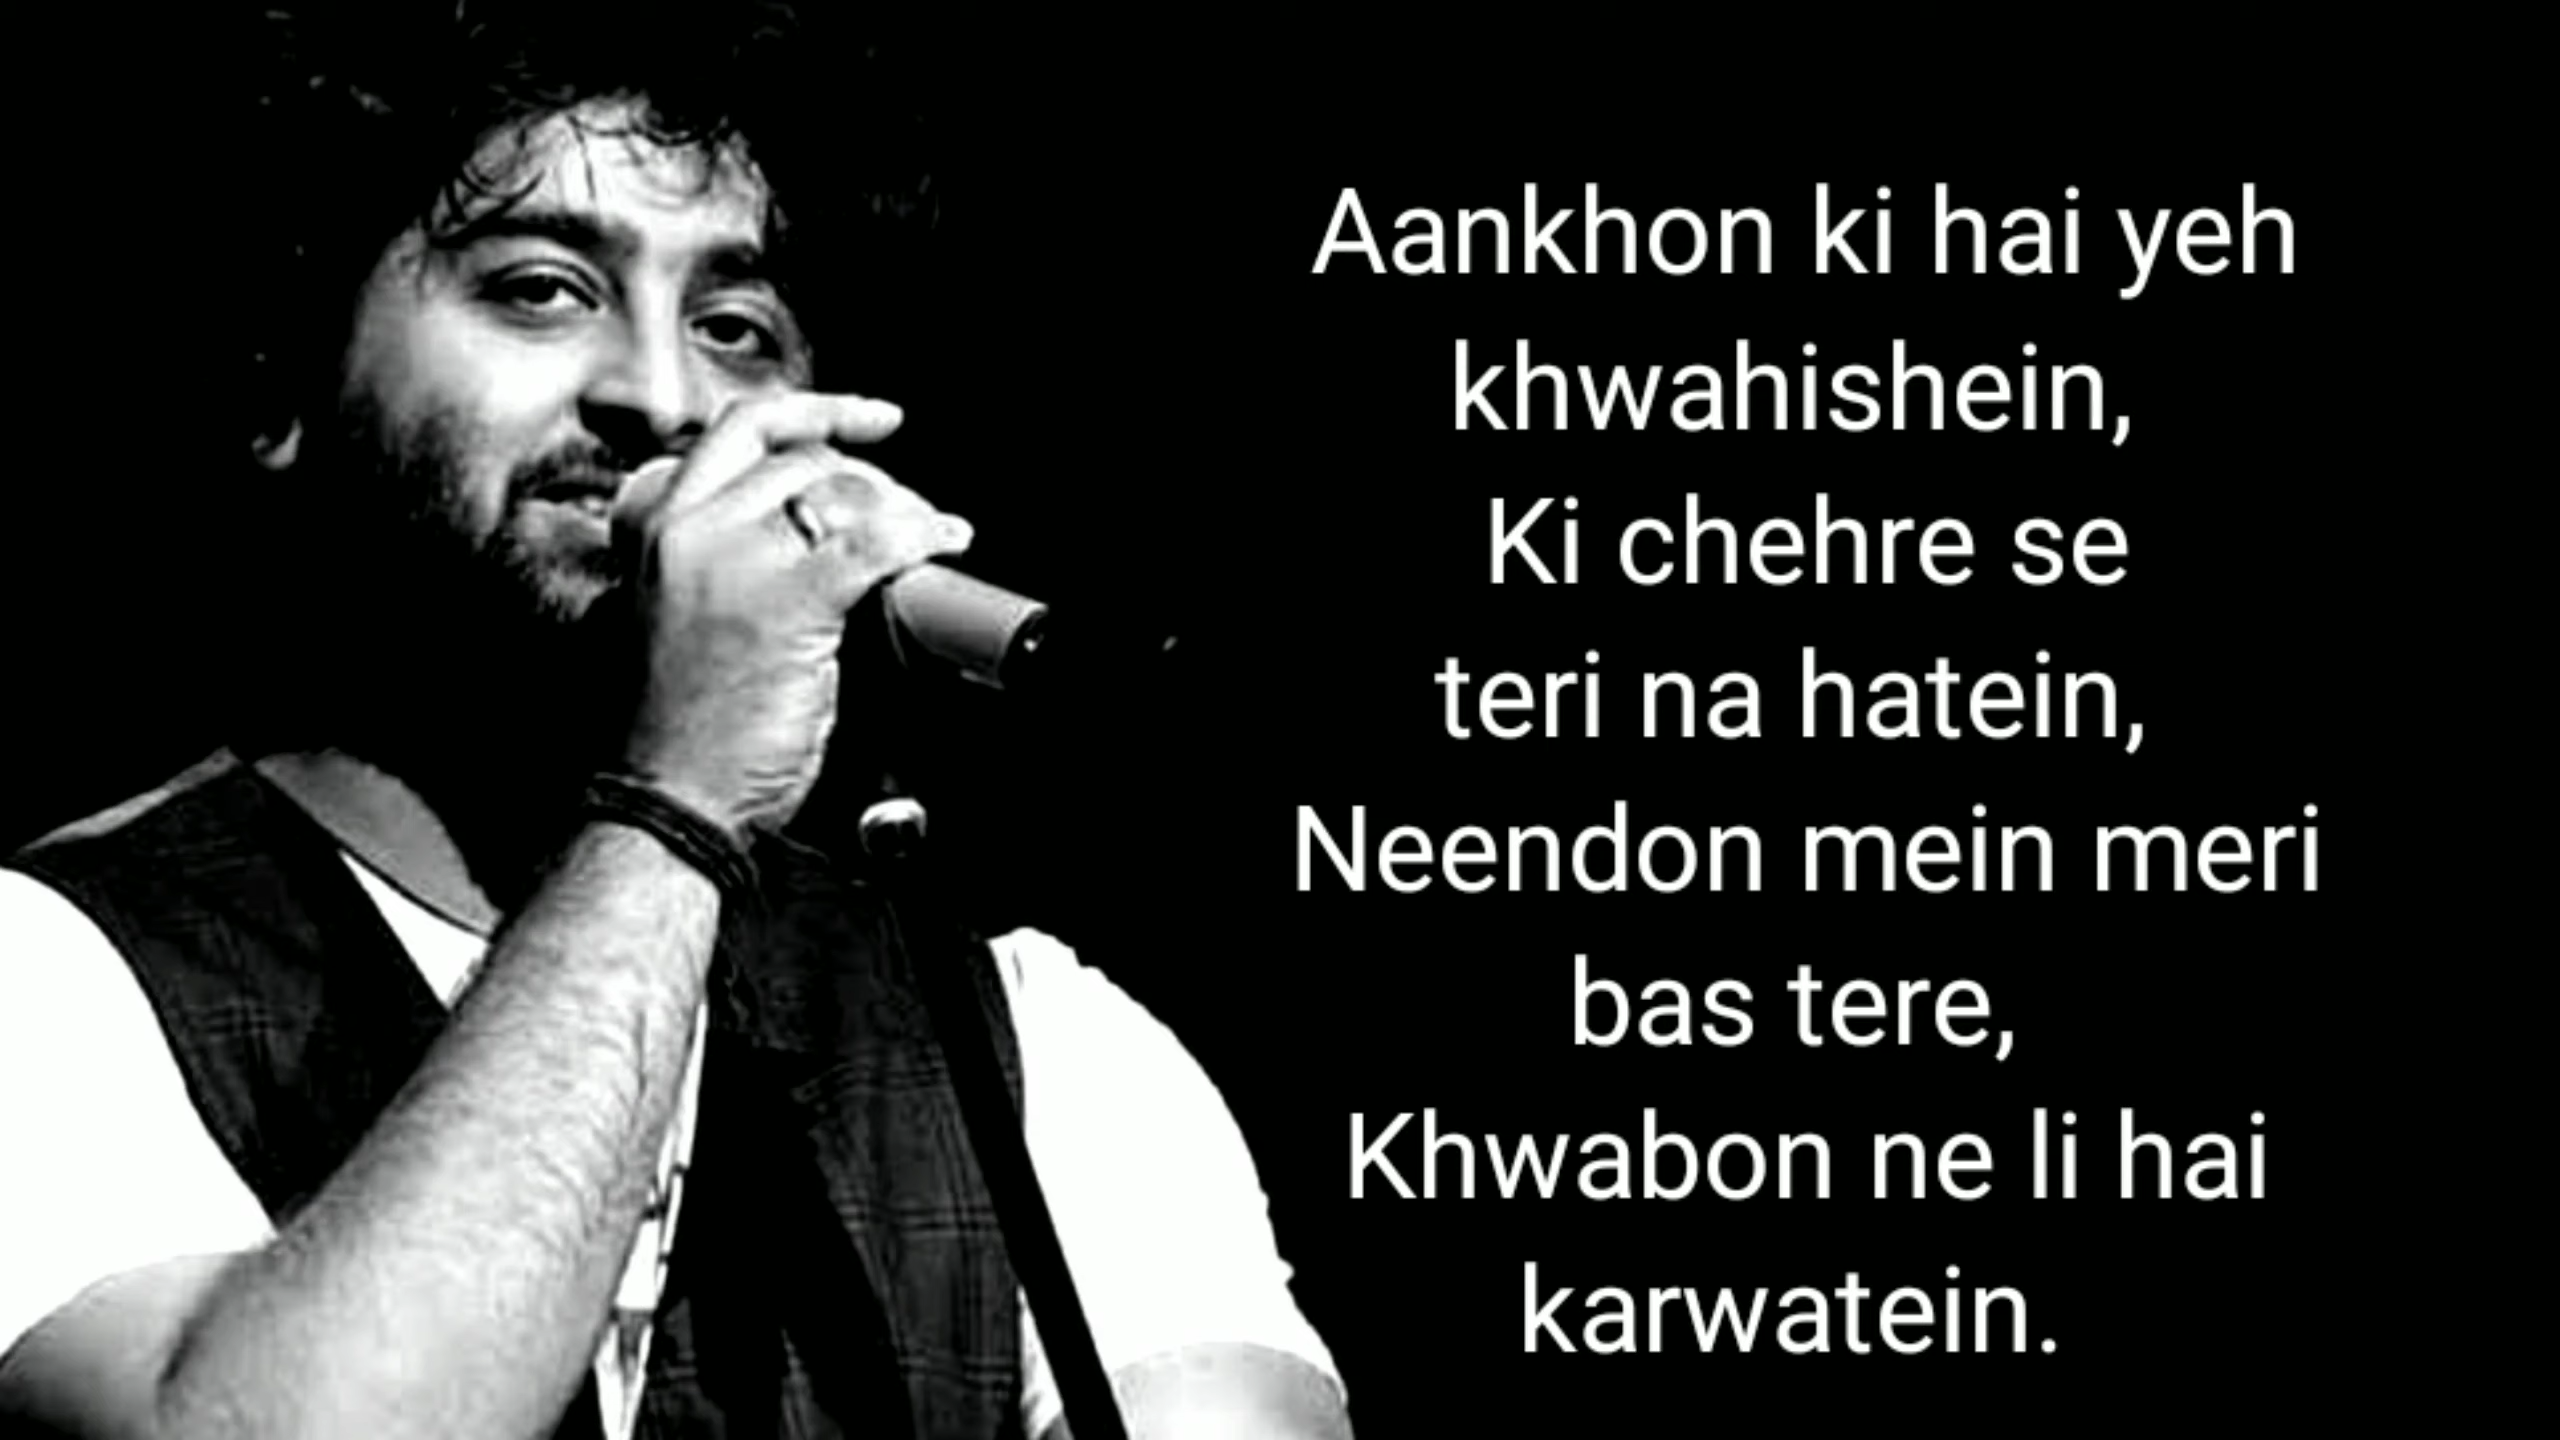 Aankhon ki hai yeh
khwahishein,
Ki chehre se
teri na hatein,
Neendon mein meri
bas tere,
Khwabon ne li hai
karwatein.